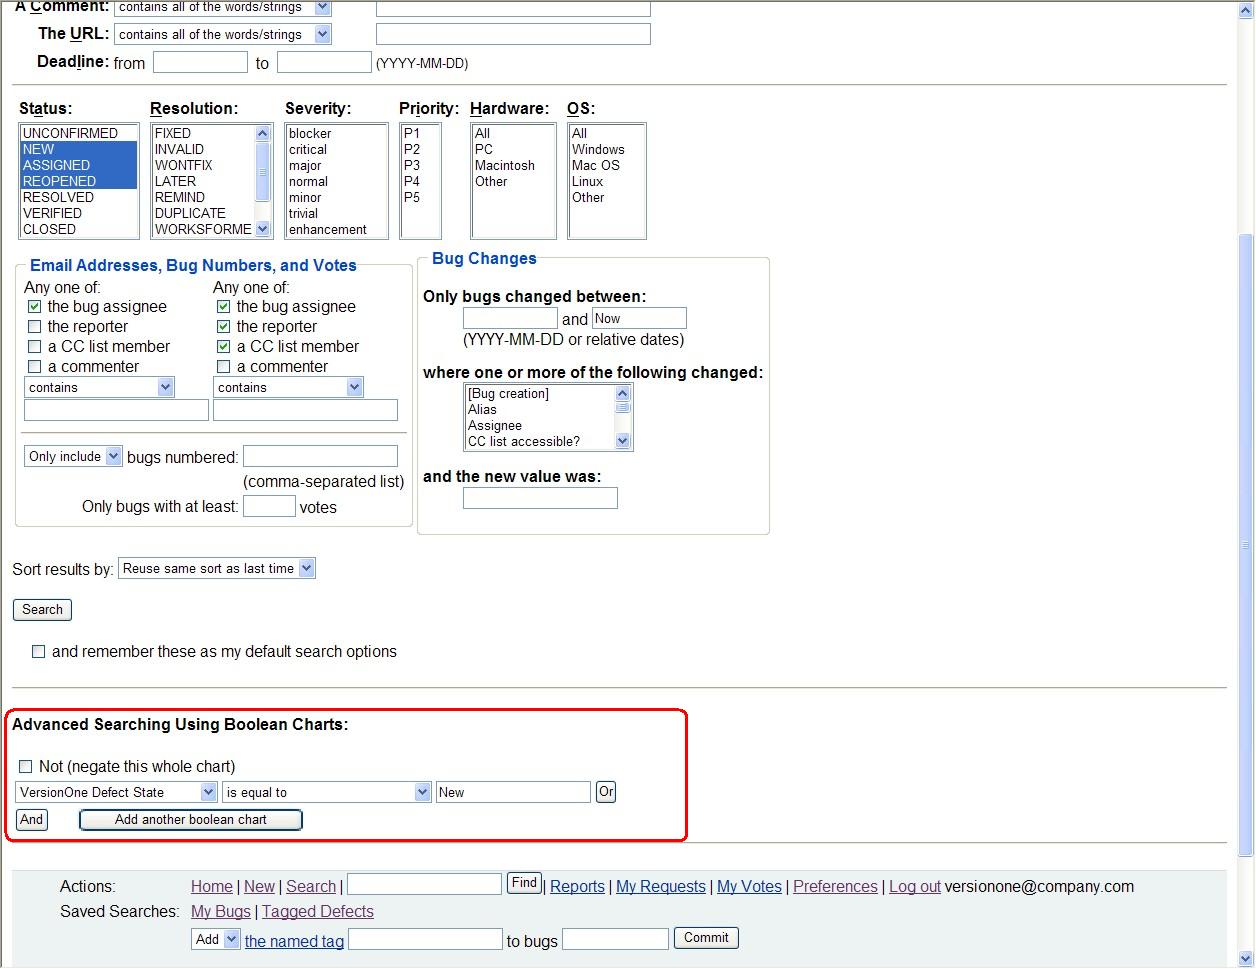 A Comment: contains all of the words/strings
The URL: contains all of the words/strings
Deadline: from to (YYYY-MM-DD)
Status: Resolution: Severity: Priority: Hardware: OS:
UNCONFIRMED FIXED blocker P1 All All
NEW INVALID critical P2 PC Windows
ASSIGNED WONTFIX major P3 Macintosh Mac OS
REOPENED LATER normal P4 Other Linux
RESOLVED REMIND minor P5 Other
VERIFIED DUPLICATE trivial
CLOSED WORKSFORME enhancement
Email Addresses, Bug Numbers, and Votes
Any one of: Any one of:
the bug assignee the bug assignee
the reporter the reporter
a CC list member a CC list member
a commenter a commenter
contains contains
Only include bugs numbered:
(comma-separated list)
Only bugs with at least: votes
Bug Changes
Only bugs changed between:
and Now
(YYYY-MM-DD or relative dates)
where one or more of the following changed:
[Bug creation]
Alias
Assignee
CC list accessible?
and the new value was:
Sort results by: Reuse same sort as last time
Search
and remember these as my default search options
Advanced Searching Using Boolean Charts:
Not (negate this whole chart)
VersionOne Defect State is equal to New Or
And Add another boolean chart
Actions: Home | New | Search | Find | Reports | My Requests | My Votes | Preferences | Log out versionone@company.com
Saved Searches: My Bugs | Tagged Defects
Add the named tag to bugs Commit